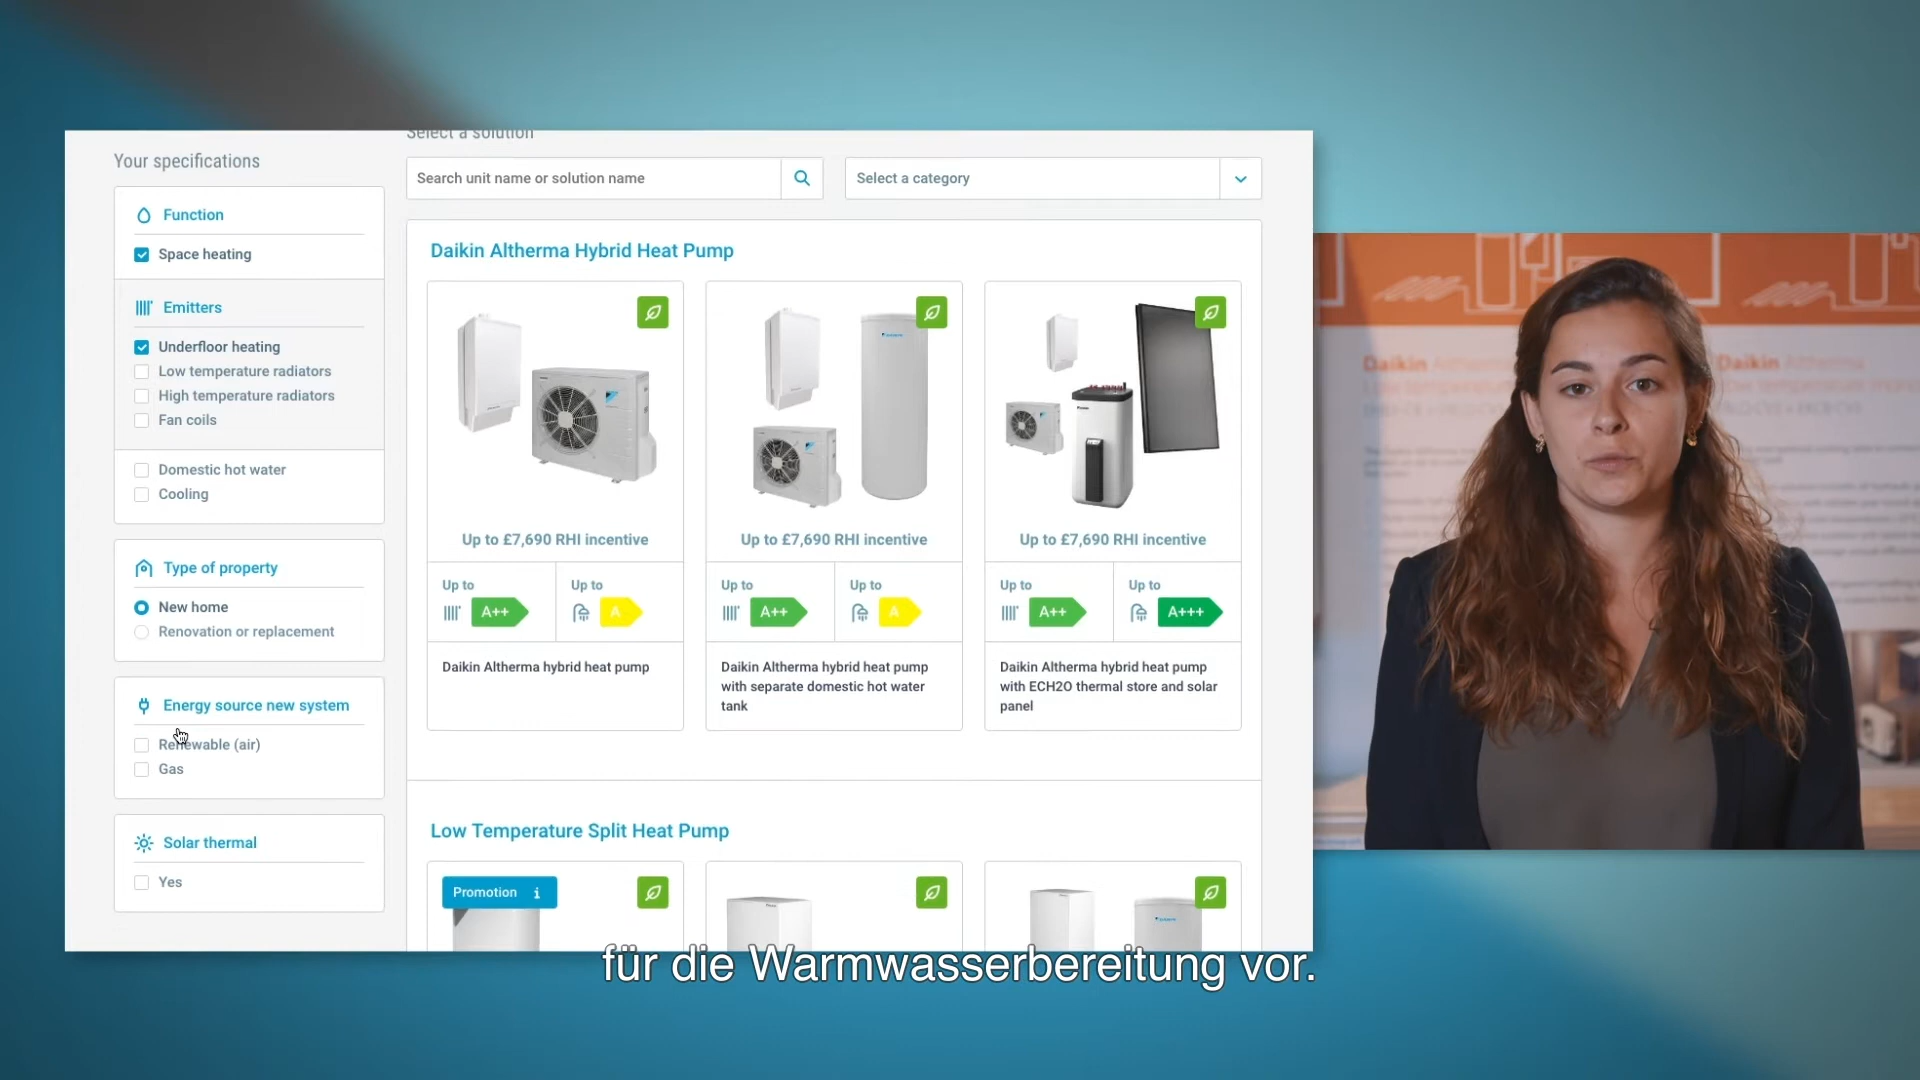 Select a solution
Your specifications
Search unit name or solution name
Select a category
Function
Space heating
Emitters
Underfloor heating
Low temperature radiators
High temperature radiators
Fan coils
Domestic hot water
Cooling
Type of property
New home
Renovation or replacement
Energy source new system
Renewable (air)
Gas
Solar thermal
Yes
Daikin Altherma Hybrid Heat Pump
Up to £7,690 RHI incentive
Up to
A++
Up to
A
Daikin Altherma hybrid heat pump
Up to £7,690 RHI incentive
Up to
A++
Up to
A
Daikin Altherma hybrid heat pump
with separate domestic hot water
tank
Up to £7,690 RHI incentive
Up to
A++
Up to
A+++
Daikin Altherma hybrid heat pump
with ECH2O thermal store and solar
panel
Low Temperature Split Heat Pump
Promotion i
Daikin Altherma
Daikin Altherma
für die Warmwasserbereitung vor.